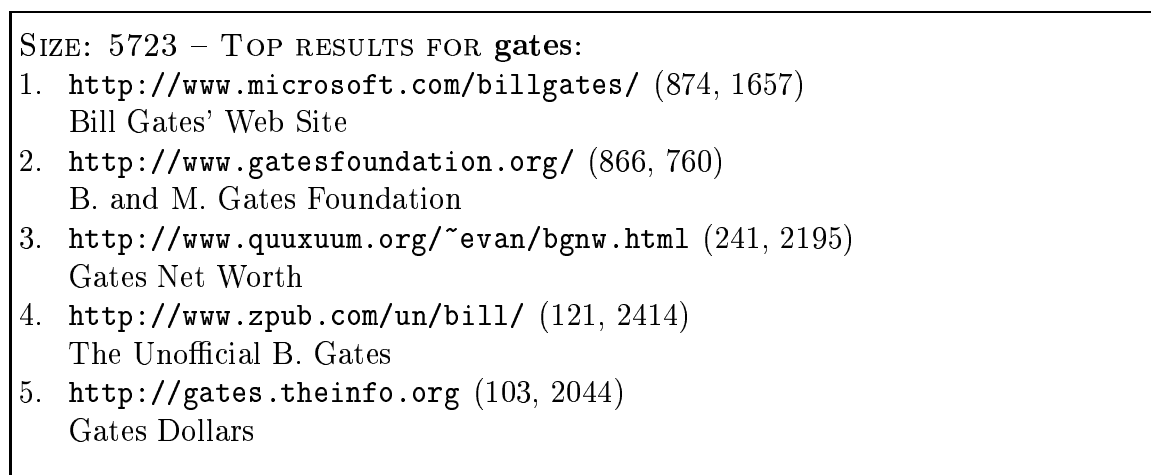 SIZE: 5723 – TOP RESULTS FOR gates:
1. http://www.microsoft.com/billgates/ (874, 1657)
Bill Gates' Web Site
2. http://www.gatesfoundation.org/ (866, 760)
B. and M. Gates Foundation
3. http://www.quuxuum.org/~evan/bgnw.html (241, 2195)
Gates Net Worth
4. http://www.zpub.com/un/bill/ (121, 2414)
The Unofficial B. Gates
5. http://gates.theinfo.org (103, 2044)
Gates Dollars